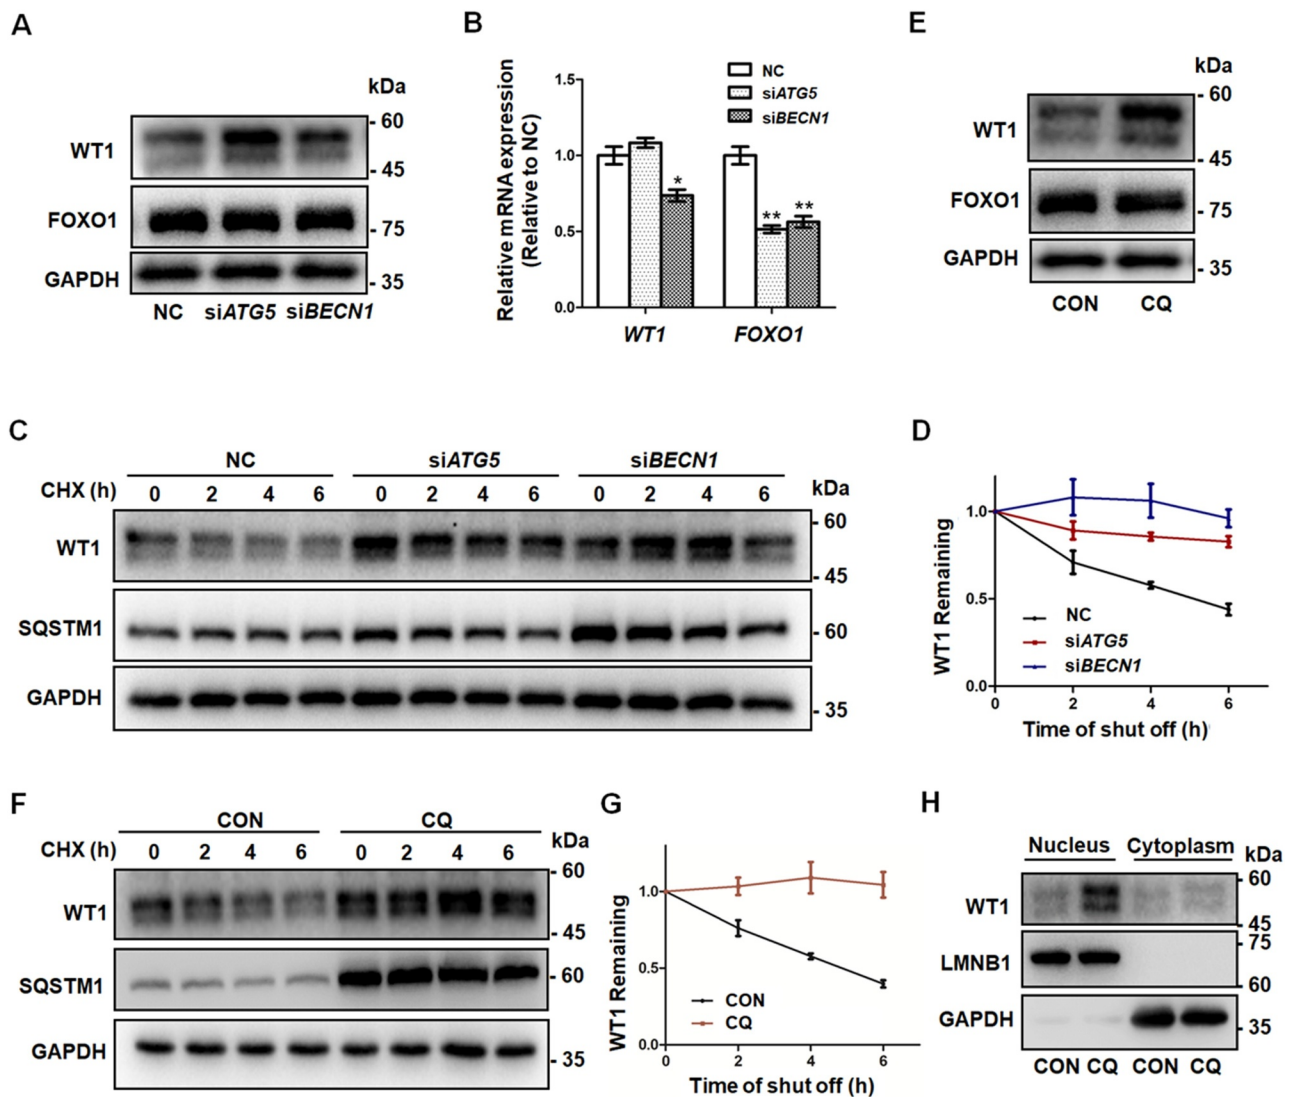 A
kDa
WT1
- 60
- 45
FOXO1
- 75
GAPDH
- 35
NC siATG5 siBECN1
B
Relative mRNA expression
(Relative to NC)
1.5
1.0
0.5
0.0
NC
siATG5
siBECN1
*
** **
WT1 FOXO1
E
kDa
- 60
WT1
- 45
FOXO1
- 75
GAPDH
- 35
CON CQ
C
NC siATG5 siBECN1
CHX (h) 0 2 4 6 0 2 4 6 0 2 4 6 kDa
- 60
WT1
- 45
SQSTM1 - 60
GAPDH
- 35
D
WT1 Remaining
1.0
0.5
0.0
NC
siATG5
siBECN1
0 2 4 6
Time of shut off (h)
F
CON CQ
CHX (h) 0 2 4 6 0 2 4 6 kDa
- 60
WT1
- 45
SQSTM1 - 60
GAPDH
- 35
G
WT1 Remaining
1.0
0.5
0.0
CON
CQ
0 2 4 6
Time of shut off (h)
H
Nucleus Cytoplasm
kDa
- 60
WT1
- 45
- 75
LMNB1
- 60
GAPDH
- 35
CON CQ CON CQ